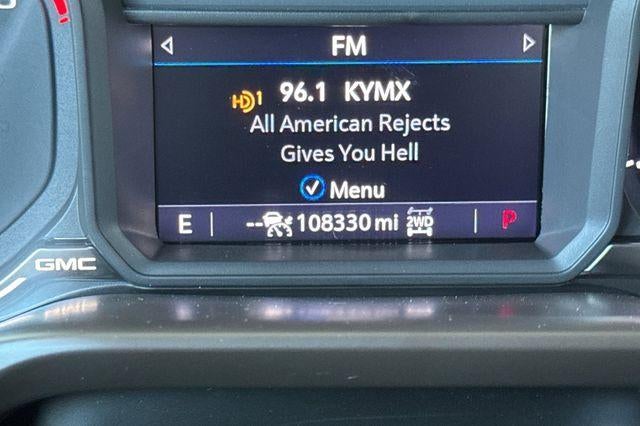 FM
HD1 96.1 KYMX
All American Rejects
Gives You Hell
Menu
E -- 108330 mi 2WD P
GMC